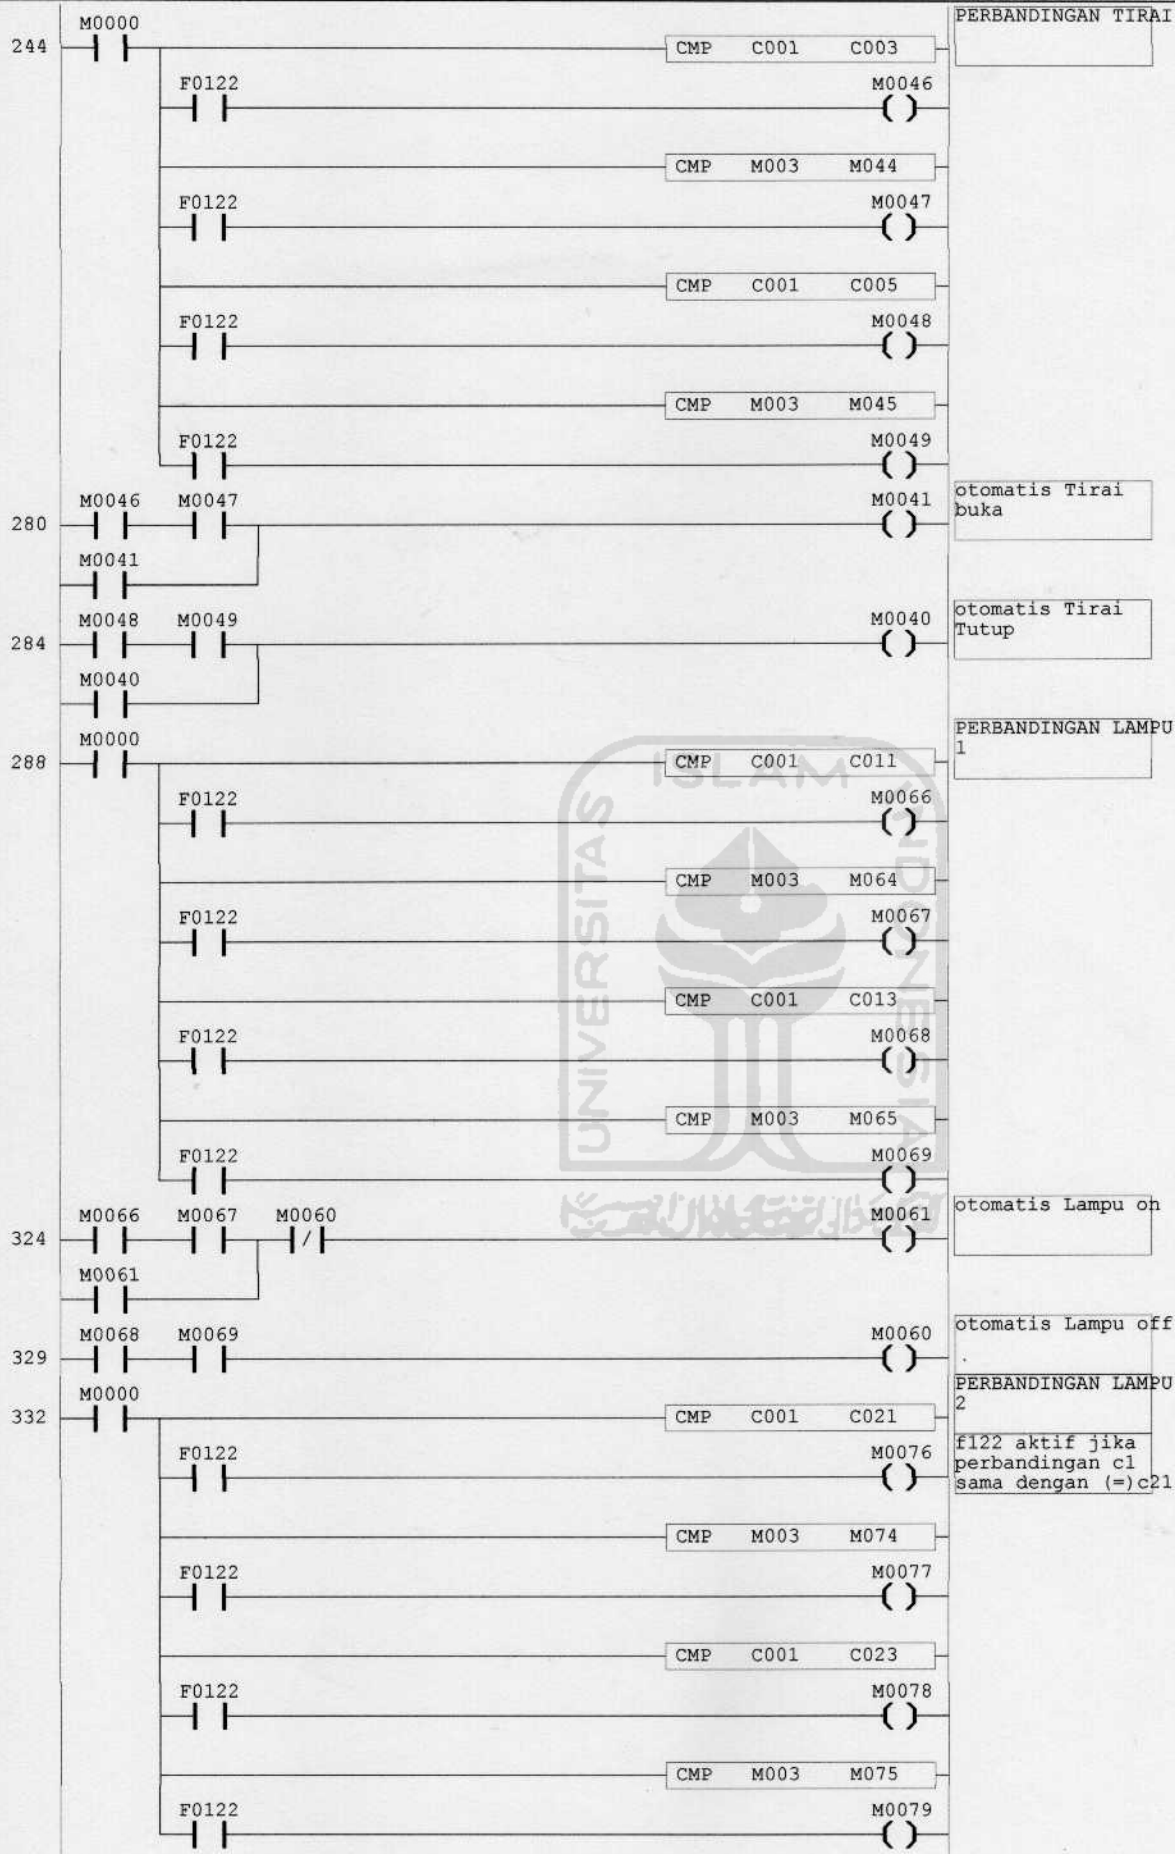 M0000
PERBANDINGAN TIRAI
244
CMP C001 C003
F0122 M0046
CMP M003 M044
F0122 M0047
CMP C001 C005
F0122 M0048
CMP M003 M045
F0122 M0049
M0046 M0047 M0041
otomatis Tirai
buka
280
M0041
M0048 M0049 M0040
otomatis Tirai
Tutup
284
M0040
M0000
PERBANDINGAN LAMPU
1
288
CMP C001 C011
F0122 M0066
CMP M003 M064
F0122 M0067
CMP C001 C013
F0122 M0068
CMP M003 M065
F0122 M0069
M0066 M0067 M0060 M0061
otomatis Lampu on
324
M0061
M0068 M0069 M0060
otomatis Lampu off
329
M0000
PERBANDINGAN LAMPU
2
332
CMP C001 C021
F0122 M0076
f122 aktif jika
perbandingan c1
sama dengan (=)c21
CMP M003 M074
F0122 M0077
CMP C001 C023
F0122 M0078
CMP M003 M075
F0122 M0079
UNIVERSITAS
ISLAM
INDONESIA